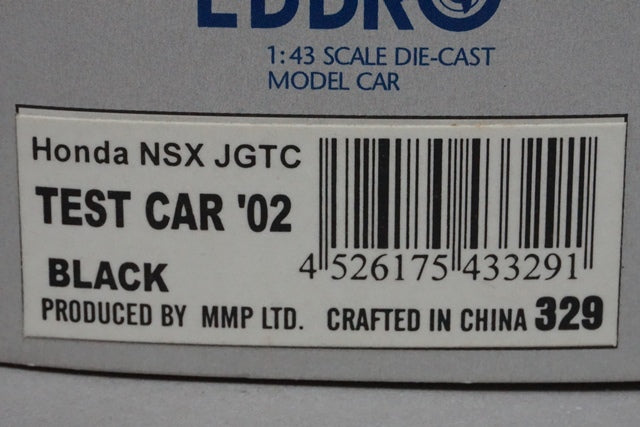 EBBRO
1:43 SCALE DIE-CAST
MODEL CAR
Honda NSX JGTC
TEST CAR '02
BLACK
4 526175 433291
PRODUCED BY MMP LTD. CRAFTED IN CHINA 329